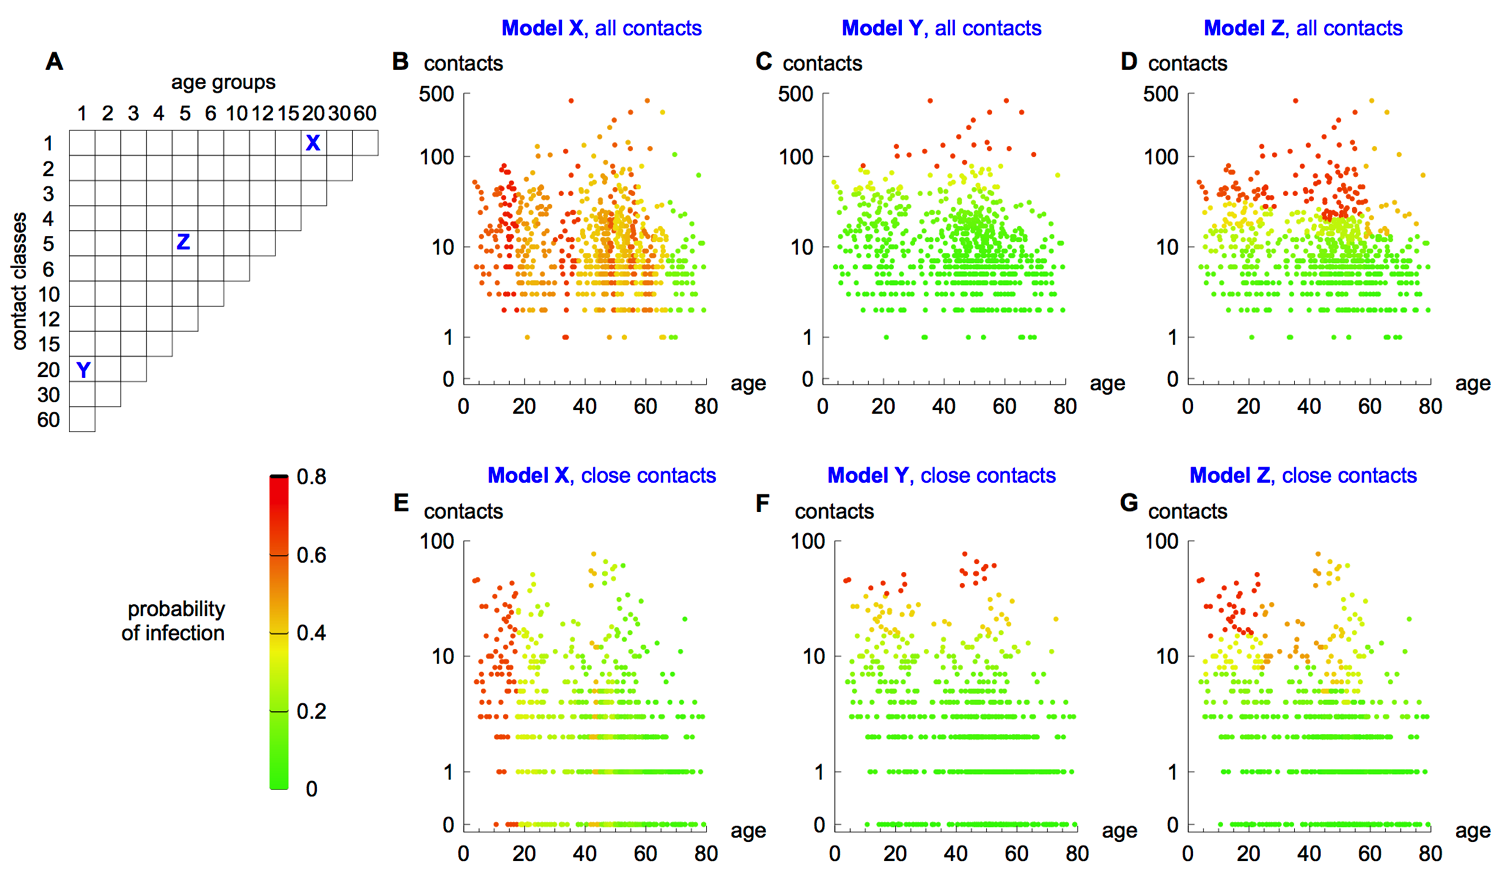 Model X, all contacts
Model Y, all contacts
Model Z, all contacts
A
age groups
1 2 3 4 5 6 10 12 15 20 30 60
contact classes
1 X
2
3
4
5 Z
6
10
12
15
20 Y
30
60
B contacts
500
100
10
1
0
0 20 40 60 80
age
C contacts
500
100
10
1
0
0 20 40 60 80
age
D contacts
500
100
10
1
0
0 20 40 60 80
age
probability
of infection
0.8
0.6
0.4
0.2
0
Model X, close contacts
Model Y, close contacts
Model Z, close contacts
E contacts
100
10
1
0
0 20 40 60 80
age
F contacts
100
10
1
0
0 20 40 60 80
age
G contacts
100
10
1
0
0 20 40 60 80
age